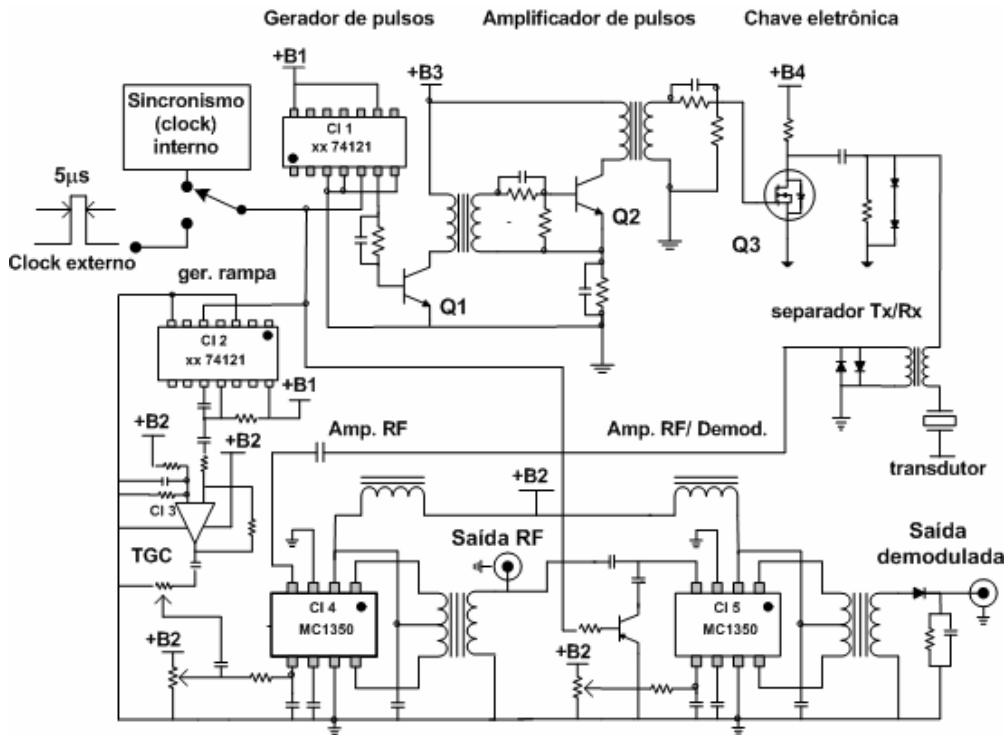 Gerador de pulsos
Amplificador de pulsos
Chave eletrônica
+B1
+B3
+B4
Sincronismo
(clock)
interno
CI 1
xx 74121
5µs
Clock externo
Q1
Q2
Q3
ger. rampa
separador Tx/Rx
CI 2
xx 74121
+B1
+B2
+B2
Amp. RF
Amp. RF/ Demod.
transdutor
+B2
CI 3
TGC
Saída RF
Saída
demodulada
CI 4
MC1350
CI 5
MC1350
+B2
+B2